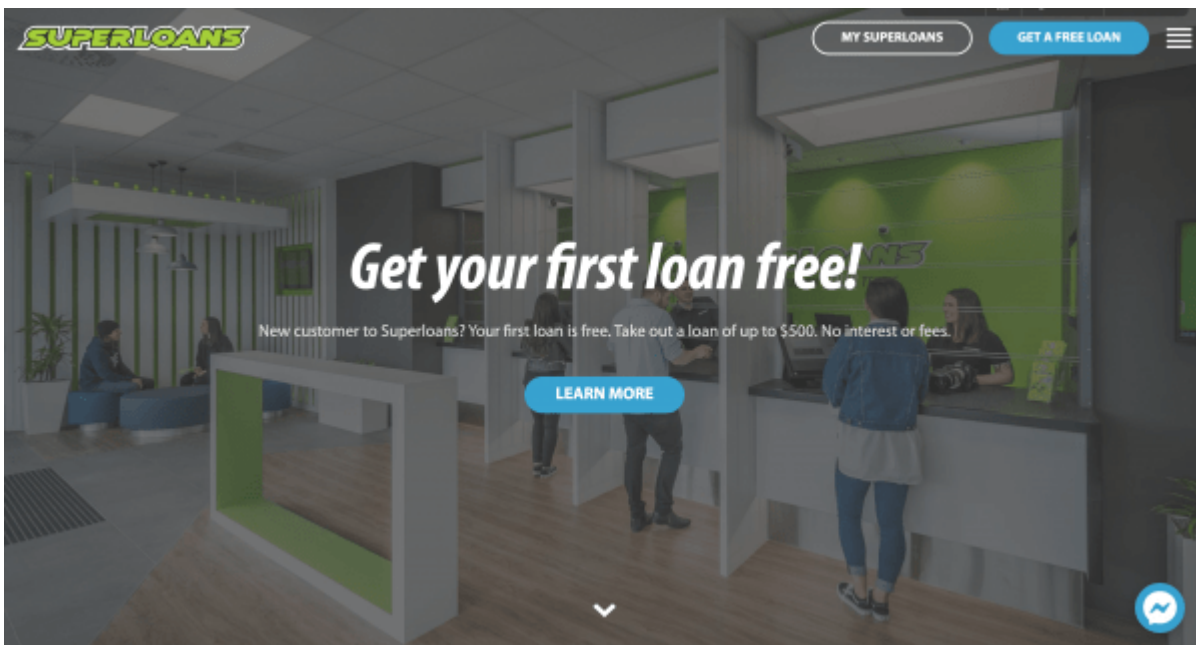 SUPERLOANS
MY SUPERLOANS
GET A FREE LOAN
Get your first loan free!
New customer to Superloans? Your first loan is free. Take out a loan of up to $500. No interest or fees.
LEARN MORE